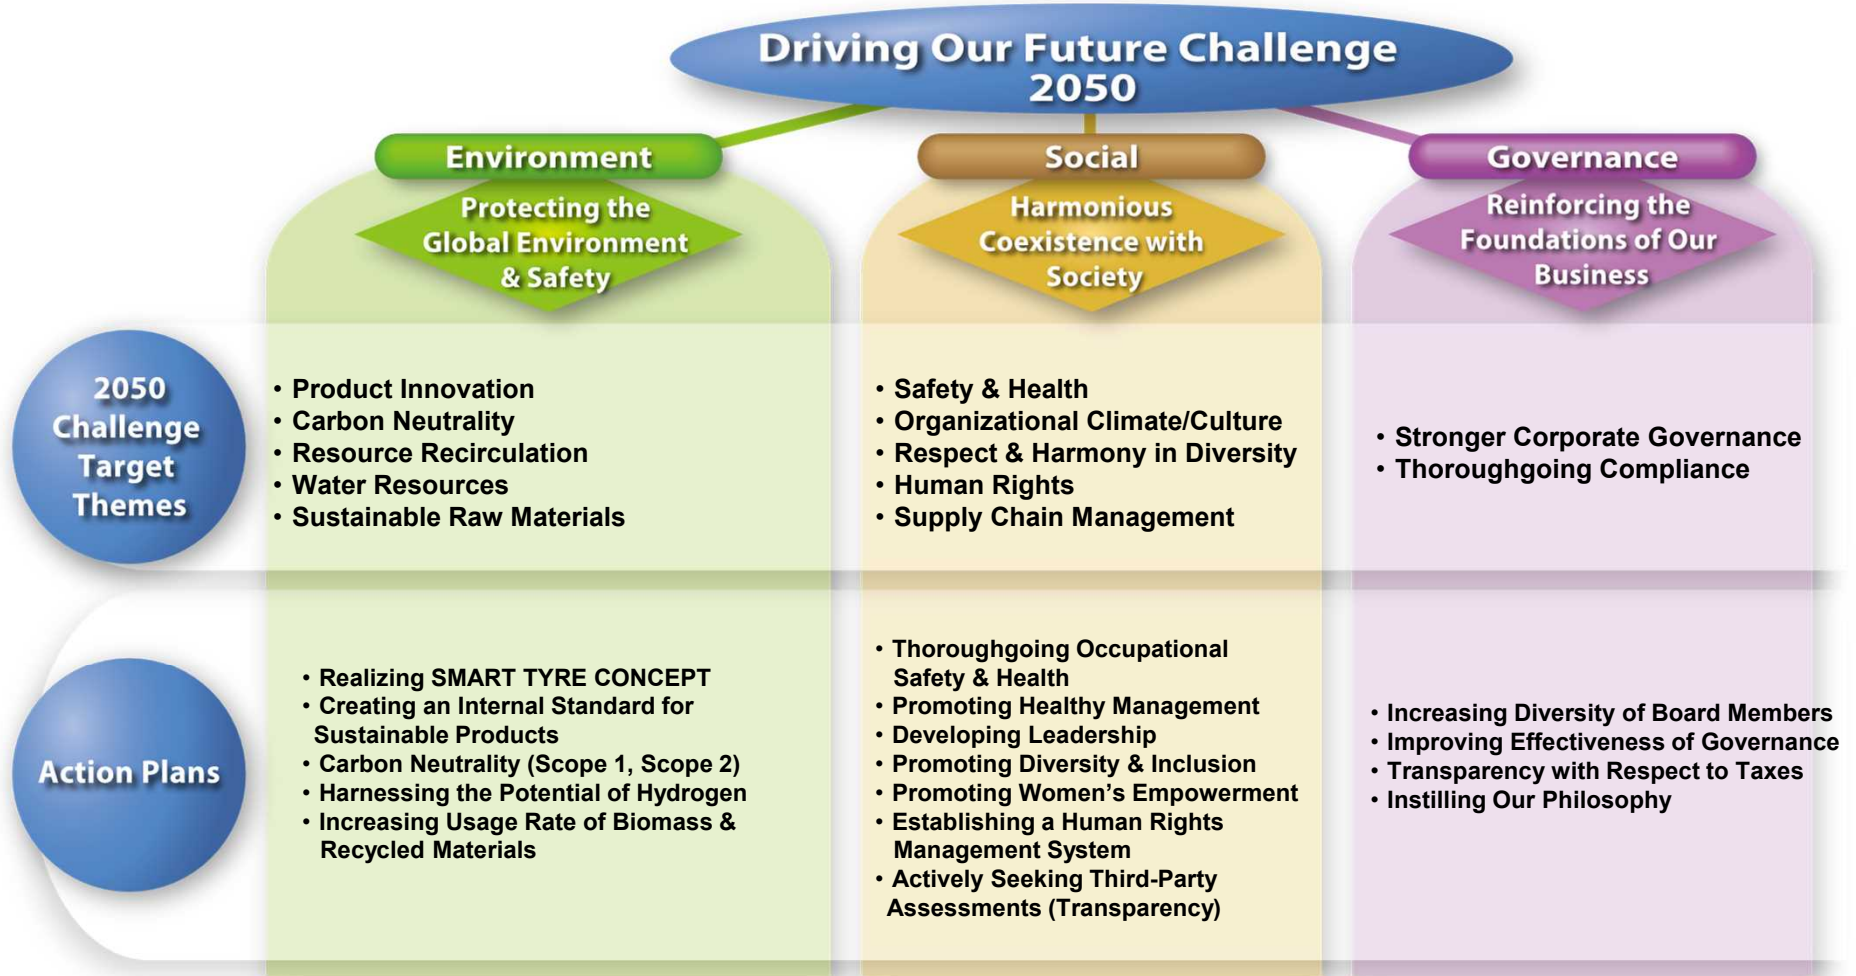 Driving Our Future Challenge
2050
Environment
Protecting the
Global Environment
& Safety
Social
Harmonious
Coexistence with
Society
Governance
Reinforcing the
Foundations of Our
Business
2050
Challenge
Target
Themes
• Product Innovation
• Carbon Neutrality
• Resource Recirculation
• Water Resources
• Sustainable Raw Materials
• Safety & Health
• Organizational Climate/Culture
• Respect & Harmony in Diversity
• Human Rights
• Supply Chain Management
• Stronger Corporate Governance
• Thoroughgoing Compliance
Action Plans
• Realizing SMART TYRE CONCEPT
• Creating an Internal Standard for
Sustainable Products
• Carbon Neutrality (Scope 1, Scope 2)
• Harnessing the Potential of Hydrogen
• Increasing Usage Rate of Biomass &
Recycled Materials
• Thoroughgoing Occupational
Safety & Health
• Promoting Healthy Management
• Developing Leadership
• Promoting Diversity & Inclusion
• Promoting Women’s Empowerment
• Establishing a Human Rights
Management System
• Actively Seeking Third-Party
Assessments (Transparency)
• Increasing Diversity of Board Members
• Improving Effectiveness of Governance
• Transparency with Respect to Taxes
• Instilling Our Philosophy